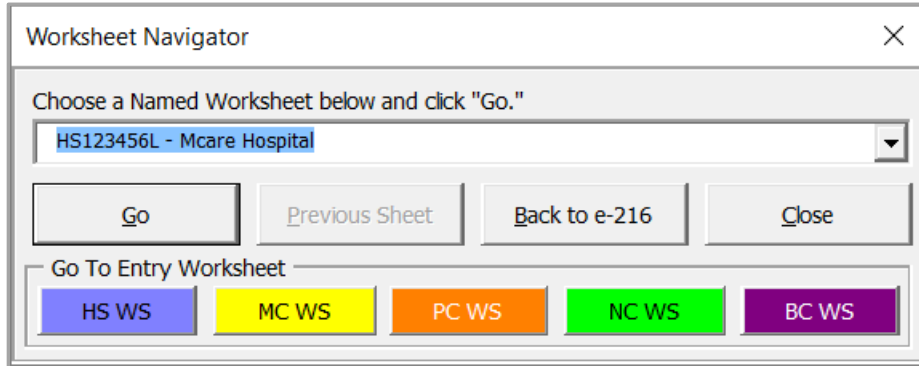 Worksheet Navigator
Choose a Named Worksheet below and click "Go."
HS123456L - Mcare Hospital
Go Previous Sheet Back to e-216 Close
Go To Entry Worksheet
HS WS MC WS PC WS NC WS BC WS